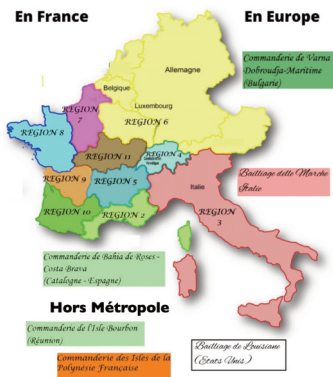 En France
En Europe
Allemagne
Commanderie de Varna
Dobroudja-Maritime
(Bulgarie)
Belgique
REGION
7
Luxembourg
REGION 6
REGION 8
REGION 11
REGION 4
REGION 9
REGION 5
Bailliage delle Marche
Italie
Italie
REGION 10
REGION 2
REGION
3
Commanderie de Bahia de Roses -
Costa Brava
(Catalogne - Espagne)
Hors Métropole
Commanderie de l'Isle Bourbon
(Réunion)
Bailliage de Louisiane
(Etats Unis)
Commanderie des Isles de la
Polynésie Française